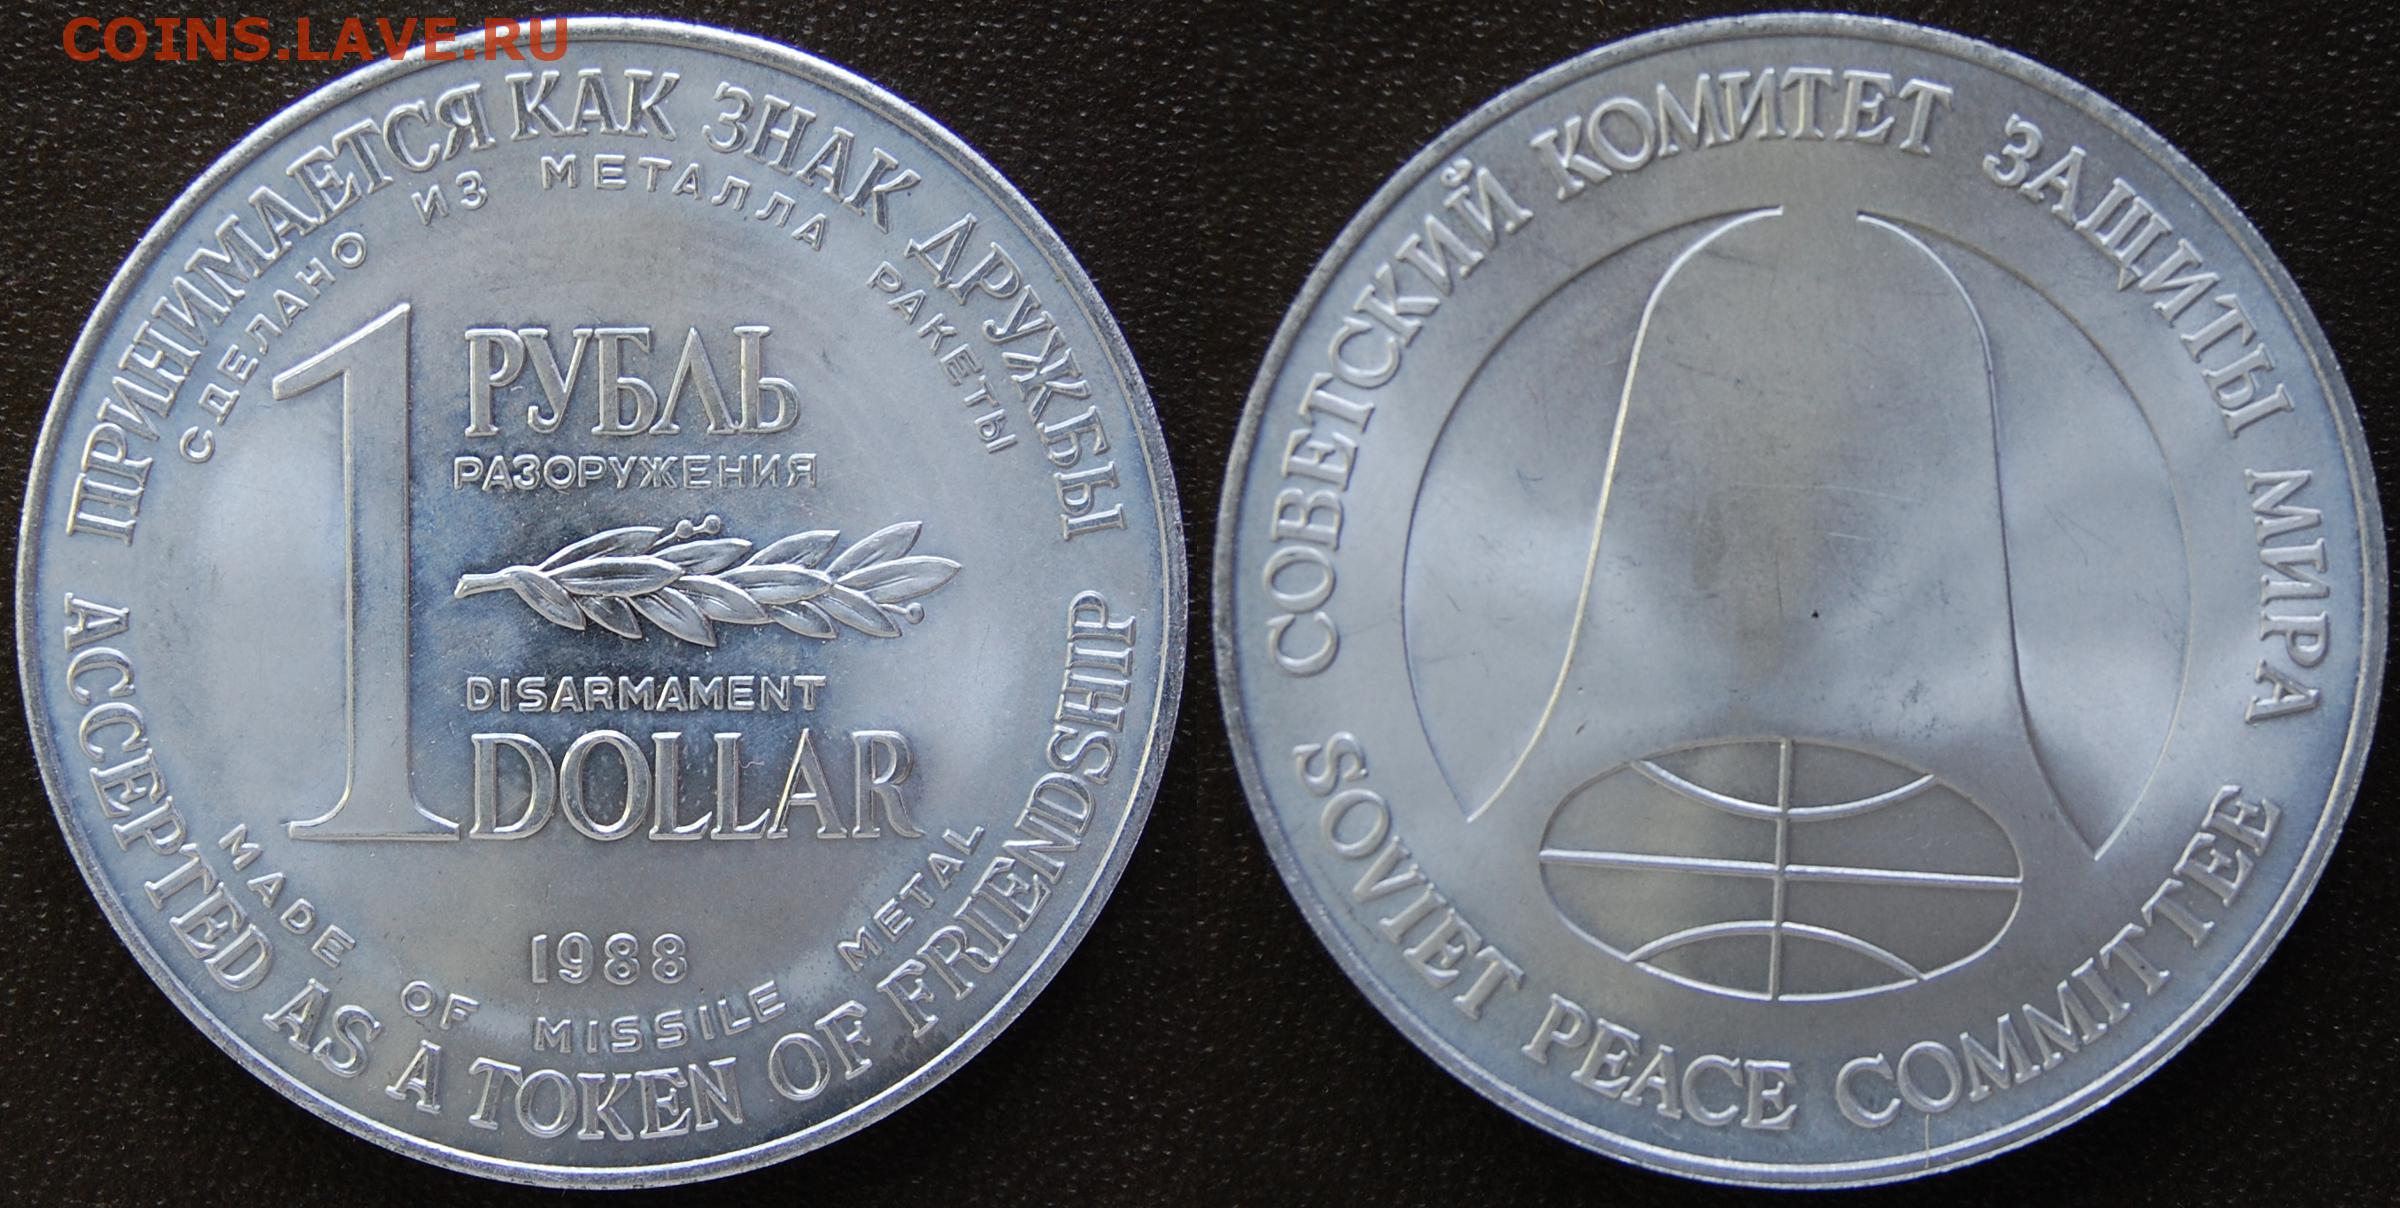 COINS.LAVE.RU
ПРИНИМАЕТСЯ КАК ЗНАК ДРУЖБЫ
СДЕЛАНО ИЗ МЕТАЛЛА РАКЕТЫ
1 РУБЛЬ
РАЗОРУЖЕНИЯ
DISARMAMENT
DOLLAR
1988
MADE OF MISSILE METAL
ACCEPTED AS A TOKEN OF FRIENDSHIP
СОВЕТСКИЙ КОМИТЕТ ЗАЩИТЫ МИРА
SOVIET PEACE COMMITTEE